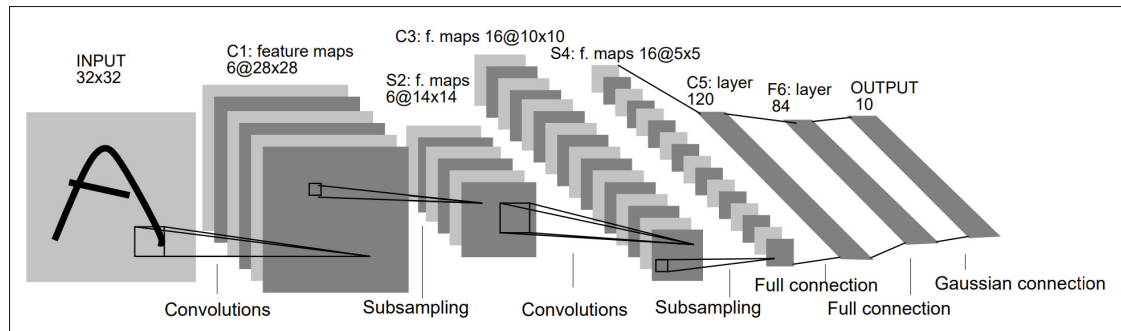 INPUT
32x32
C1: feature maps
6@28x28
S2: f. maps
6@14x14
C3: f. maps 16@10x10
S4: f. maps 16@5x5
C5: layer
120
F6: layer
84
OUTPUT
10
Convolutions
Subsampling
Convolutions
Subsampling
Full connection
Full connection
Gaussian connection